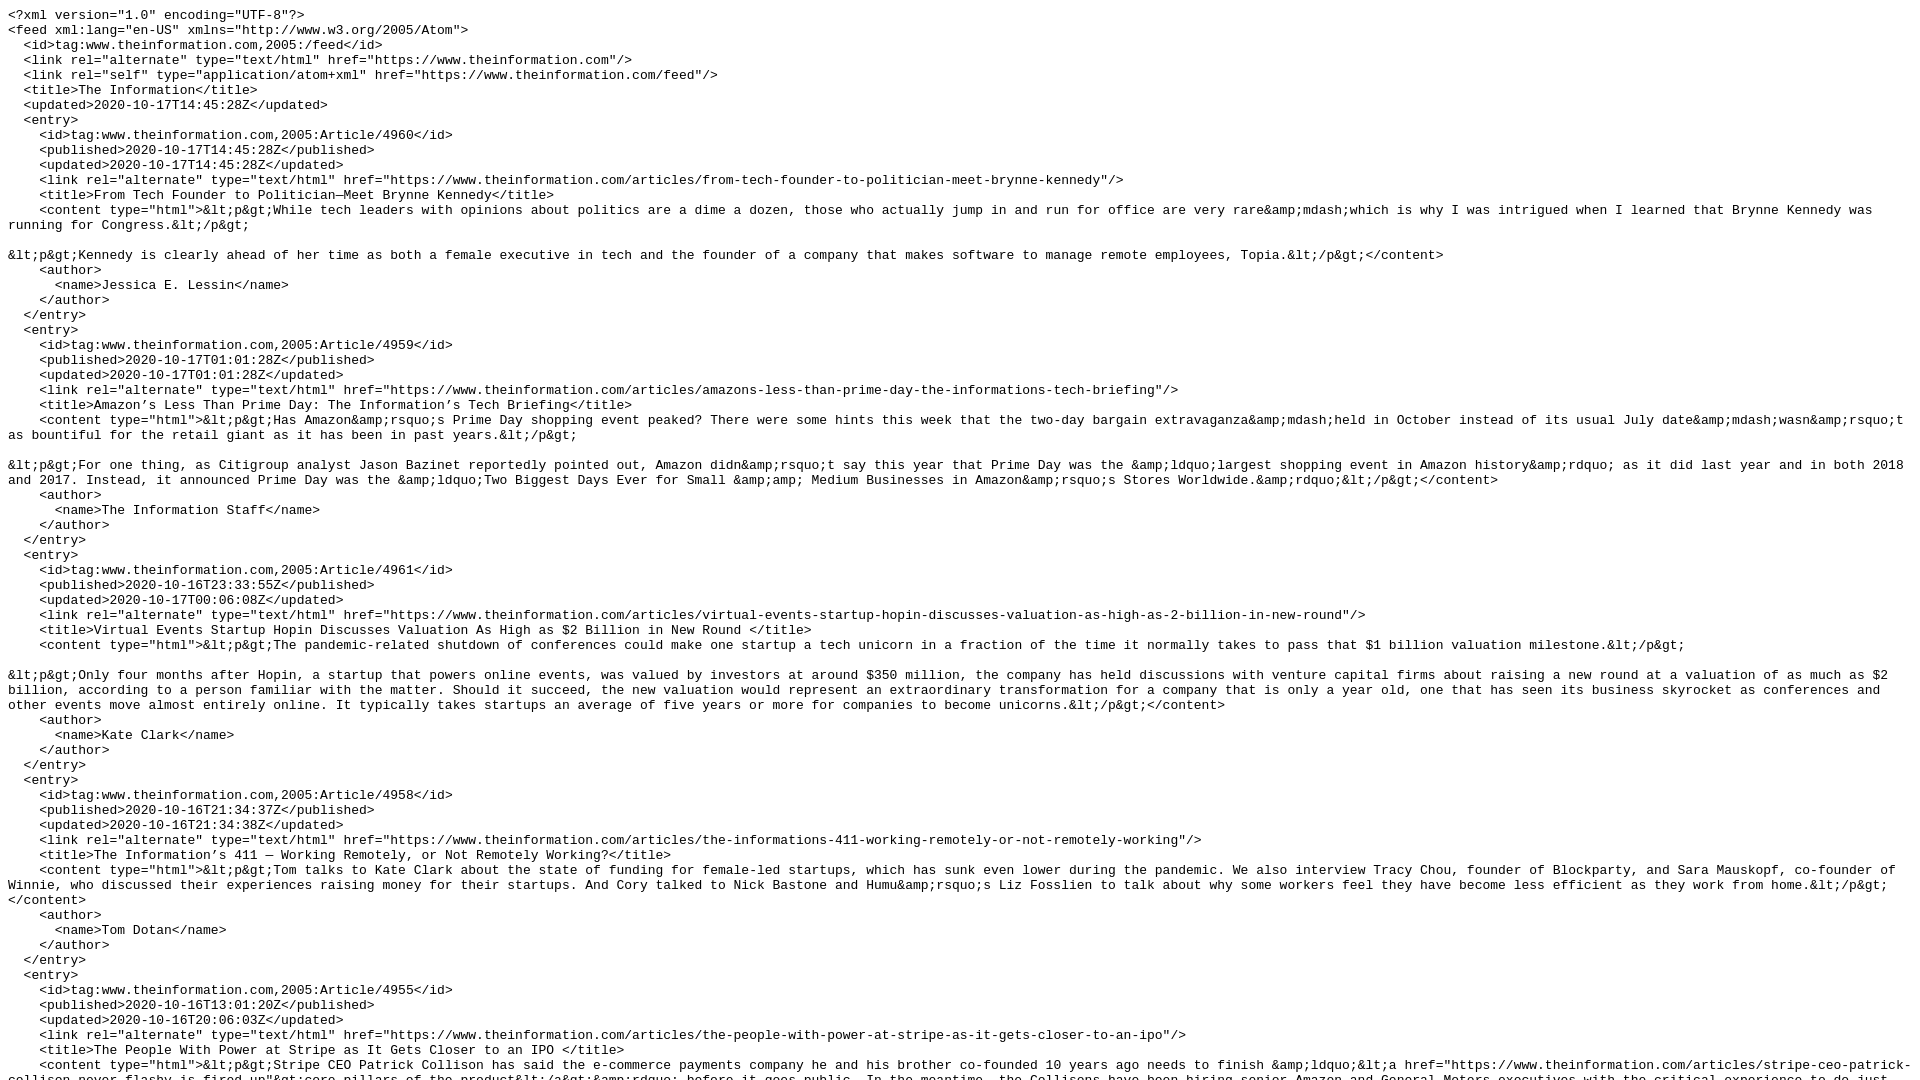 <?xml version="1.0" encoding="UTF-8"?>
<feed xml:lang="en-US" xmlns="http://www.w3.org/2005/Atom">
  <id>tag:www.theinformation.com,2005:/feed</id>
  <link rel="alternate" type="text/html" href="https://www.theinformation.com"/>
  <link rel="self" type="application/atom+xml" href="https://www.theinformation.com/feed"/>
  <title>The Information</title>
  <updated>2020-10-17T14:45:28Z</updated>
  <entry>
    <id>tag:www.theinformation.com,2005:Article/4960</id>
    <published>2020-10-17T14:45:28Z</published>
    <updated>2020-10-17T14:45:28Z</updated>
    <link rel="alternate" type="text/html" href="https://www.theinformation.com/articles/from-tech-founder-to-politician-meet-brynne-kennedy"/>
    <title>From Tech Founder to Politician—Meet Brynne Kennedy</title>
    <content type="html">&lt;p&gt;While tech leaders with opinions about politics are a dime a dozen, those who actually jump in and run for office are very rare&amp;mdash;which is why I was intrigued when I learned that Brynne Kennedy was
running for Congress.&lt;/p&gt;

&lt;p&gt;Kennedy is clearly ahead of her time as both a female executive in tech and the founder of a company that makes software to manage remote employees, Topia.&lt;/p&gt;</content>
    <author>
      <name>Jessica E. Lessin</name>
    </author>
  </entry>
  <entry>
    <id>tag:www.theinformation.com,2005:Article/4959</id>
    <published>2020-10-17T01:01:28Z</published>
    <updated>2020-10-17T01:01:28Z</updated>
    <link rel="alternate" type="text/html" href="https://www.theinformation.com/articles/amazons-less-than-prime-day-the-informations-tech-briefing"/>
    <title>Amazon’s Less Than Prime Day: The Information’s Tech Briefing</title>
    <content type="html">&lt;p&gt;Has Amazon&amp;rsquo;s Prime Day shopping event peaked? There were some hints this week that the two-day bargain extravaganza&amp;mdash;held in October instead of its usual July date&amp;mdash;wasn&amp;rsquo;t
as bountiful for the retail giant as it has been in past years.&lt;/p&gt;

&lt;p&gt;For one thing, as Citigroup analyst Jason Bazinet reportedly pointed out, Amazon didn&amp;rsquo;t say this year that Prime Day was the &amp;ldquo;largest shopping event in Amazon history&amp;rdquo; as it did last year and in both 2018
and 2017. Instead, it announced Prime Day was the &amp;ldquo;Two Biggest Days Ever for Small &amp;amp; Medium Businesses in Amazon&amp;rsquo;s Stores Worldwide.&amp;rdquo;&lt;/p&gt;</content>
    <author>
      <name>The Information Staff</name>
    </author>
  </entry>
  <entry>
    <id>tag:www.theinformation.com,2005:Article/4961</id>
    <published>2020-10-16T23:33:55Z</published>
    <updated>2020-10-17T00:06:08Z</updated>
    <link rel="alternate" type="text/html" href="https://www.theinformation.com/articles/virtual-events-startup-hopin-discusses-valuation-as-high-as-2-billion-in-new-round"/>
    <title>Virtual Events Startup Hopin Discusses Valuation As High as $2 Billion in New Round </title>
    <content type="html">&lt;p&gt;The pandemic-related shutdown of conferences could make one startup a tech unicorn in a fraction of the time it normally takes to pass that $1 billion valuation milestone.&lt;/p&gt;

&lt;p&gt;Only four months after Hopin, a startup that powers online events, was valued by investors at around $350 million, the company has held discussions with venture capital firms about raising a new round at a valuation of as much as $2
billion, according to a person familiar with the matter. Should it succeed, the new valuation would represent an extraordinary transformation for a company that is only a year old, one that has seen its business skyrocket as conferences and
other events move almost entirely online. It typically takes startups an average of five years or more for companies to become unicorns.&lt;/p&gt;</content>
    <author>
      <name>Kate Clark</name>
    </author>
  </entry>
  <entry>
    <id>tag:www.theinformation.com,2005:Article/4958</id>
    <published>2020-10-16T21:34:37Z</published>
    <updated>2020-10-16T21:34:38Z</updated>
    <link rel="alternate" type="text/html" href="https://www.theinformation.com/articles/the-informations-411-working-remotely-or-not-remotely-working"/>
    <title>The Information’s 411 — Working Remotely, or Not Remotely Working?</title>
    <content type="html">&lt;p&gt;Tom talks to Kate Clark about the state of funding for female-led startups, which has sunk even lower during the pandemic. We also interview Tracy Chou, founder of Blockparty, and Sara Mauskopf, co-founder of
Winnie, who discussed their experiences raising money for their startups. And Cory talked to Nick Bastone and Humu&amp;rsquo;s Liz Fosslien to talk about why some workers feel they have become less efficient as they work from home.&lt;/p&gt;
</content>
    <author>
      <name>Tom Dotan</name>
    </author>
  </entry>
  <entry>
    <id>tag:www.theinformation.com,2005:Article/4955</id>
    <published>2020-10-16T13:01:20Z</published>
    <updated>2020-10-16T20:06:03Z</updated>
    <link rel="alternate" type="text/html" href="https://www.theinformation.com/articles/the-people-with-power-at-stripe-as-it-gets-closer-to-an-ipo"/>
    <title>The People With Power at Stripe as It Gets Closer to an IPO </title>
    <content type="html">&lt;p&gt;Stripe CEO Patrick Collison has said the e-commerce payments company he and his brother co-founded 10 years ago needs to finish &amp;ldquo;&lt;a href="https://www.theinformation.com/articles/stripe-ceo-patrick-
collison-never-flashy-is-fired-up"&gt;core pillars of the product&lt;/a&gt;&amp;rdquo; before it goes public. In the meantime, the Collisons have been hiring senior Amazon and General Motors executives with the critical experience to do just